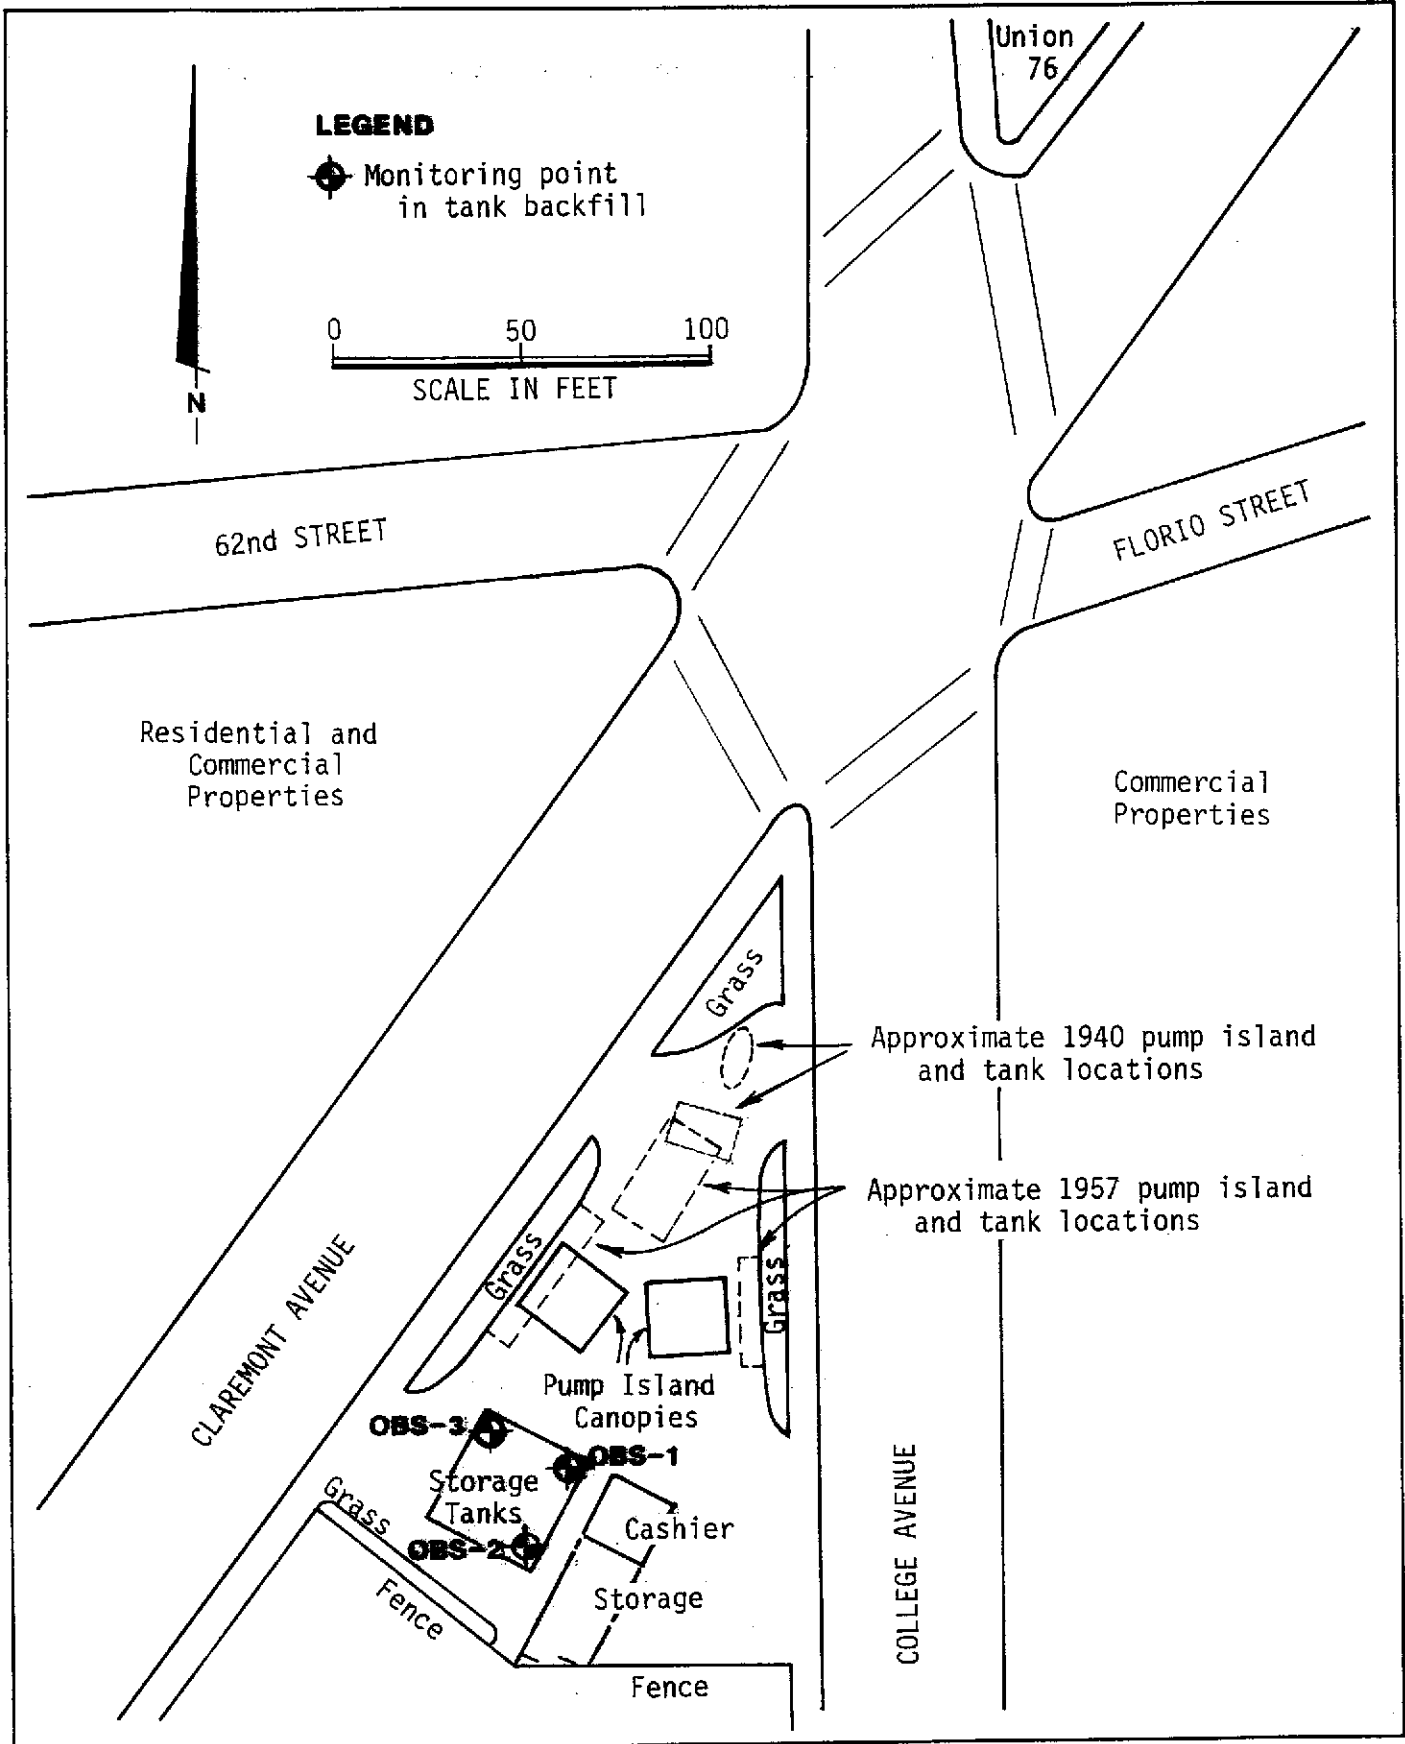 Union
76
LEGEND
Monitoring point
in tank backfill
0 50 100
SCALE IN FEET
N
62nd STREET
FLORIO STREET
Residential and
Commercial
Properties
Commercial
Properties
Grass
Approximate 1940 pump island
and tank locations
Approximate 1957 pump island
and tank locations
Grass
Grass
CLAREMONT AVENUE
Pump Island
Canopies
OBS-3
OBS-1
Storage
Tanks
Grass
Cashier
OBS-2
Storage
Fence
COLLEGE AVENUE
Fence